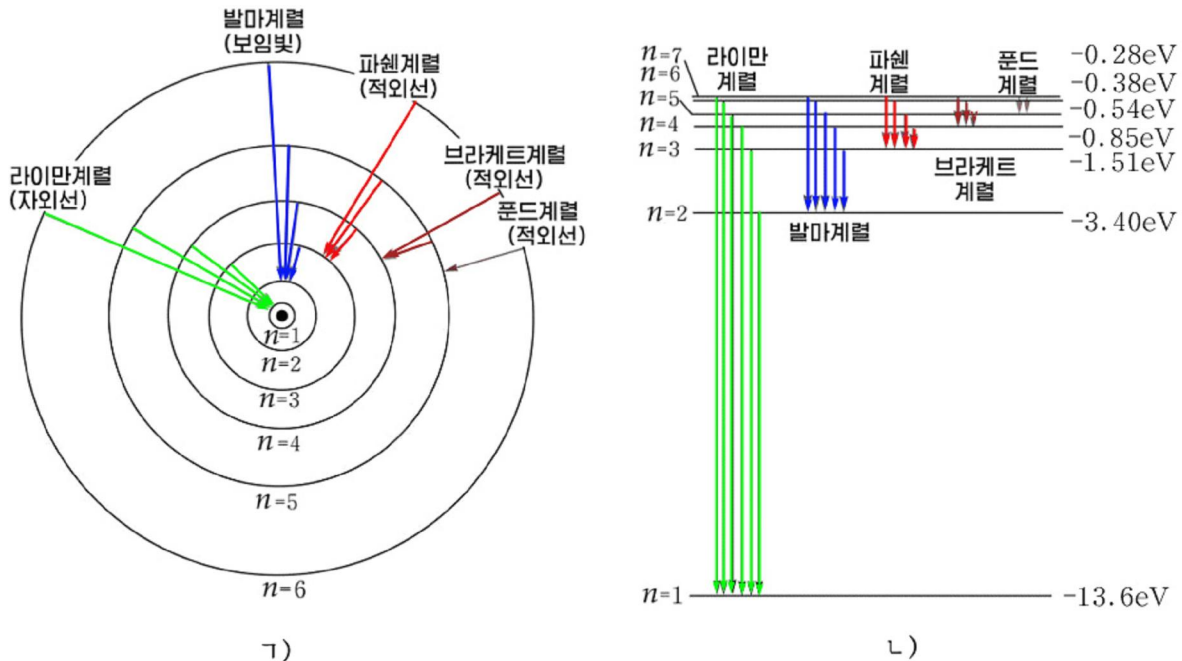 발마계렬
(보임빛)
파쉔계렬
(적외선)
브라케트계렬
(적외선)
라이만계렬
(자외선)
푼드계렬
(적외선)
n=1
n=2
n=3
n=4
n=5
n=6
ㄱ)
n=7
n=6
n=5
n=4
n=3
n=2
n=1
라이만
계렬
파쉔
계렬
푼드
계렬
브라케트
계렬
발마계렬
-0.28eV
-0.38eV
-0.54eV
-0.85eV
-1.51eV
-3.40eV
-13.6eV
ㄴ)